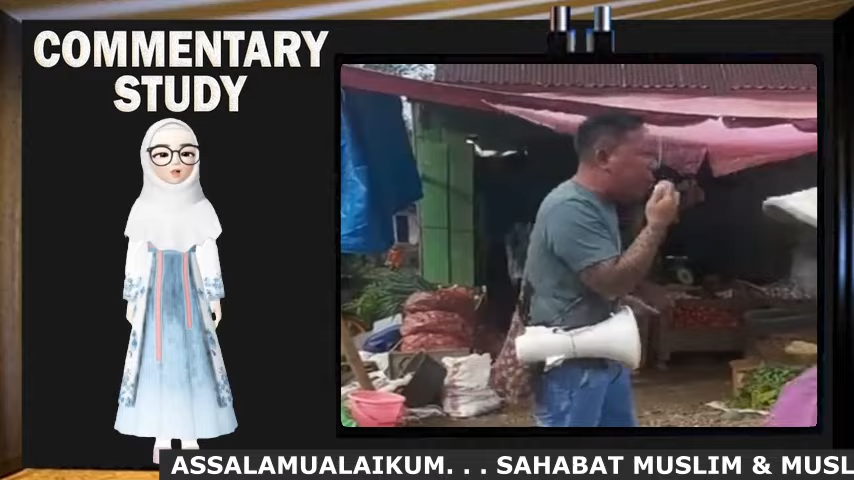 COMMENTARY
STUDY
ASSALAMUALAIKUM. . . SAHABAT MUSLIM & MUSL